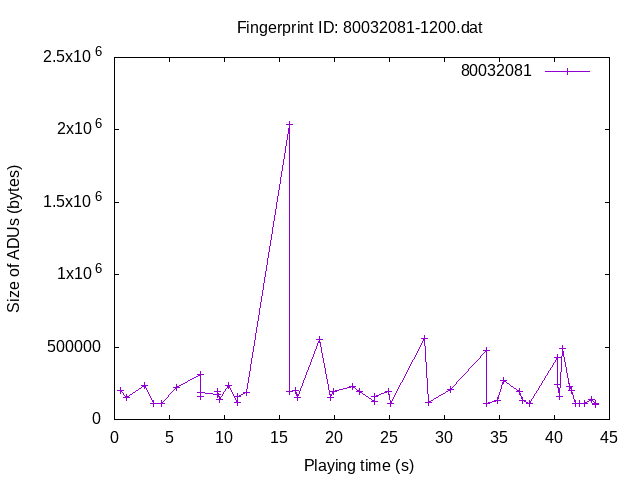 Fingerprint ID: 80032081-1200.dat
2.5x10^6
80032081
2x10^6
1.5x10^6
1x10^6
500000
0
Size of ADUs (bytes)
0 5 10 15 20 25 30 35 40 45
Playing time (s)